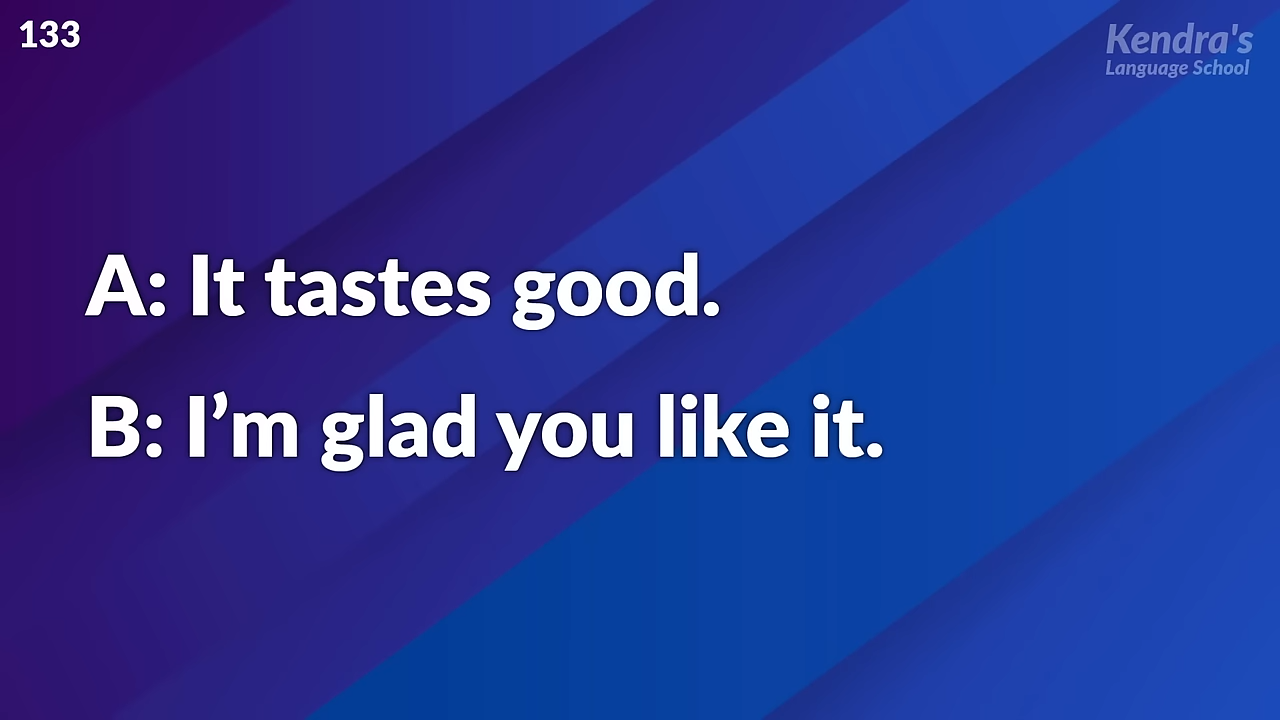 133
Kendra's
Language School
A: It tastes good.
B: I’m glad you like it.